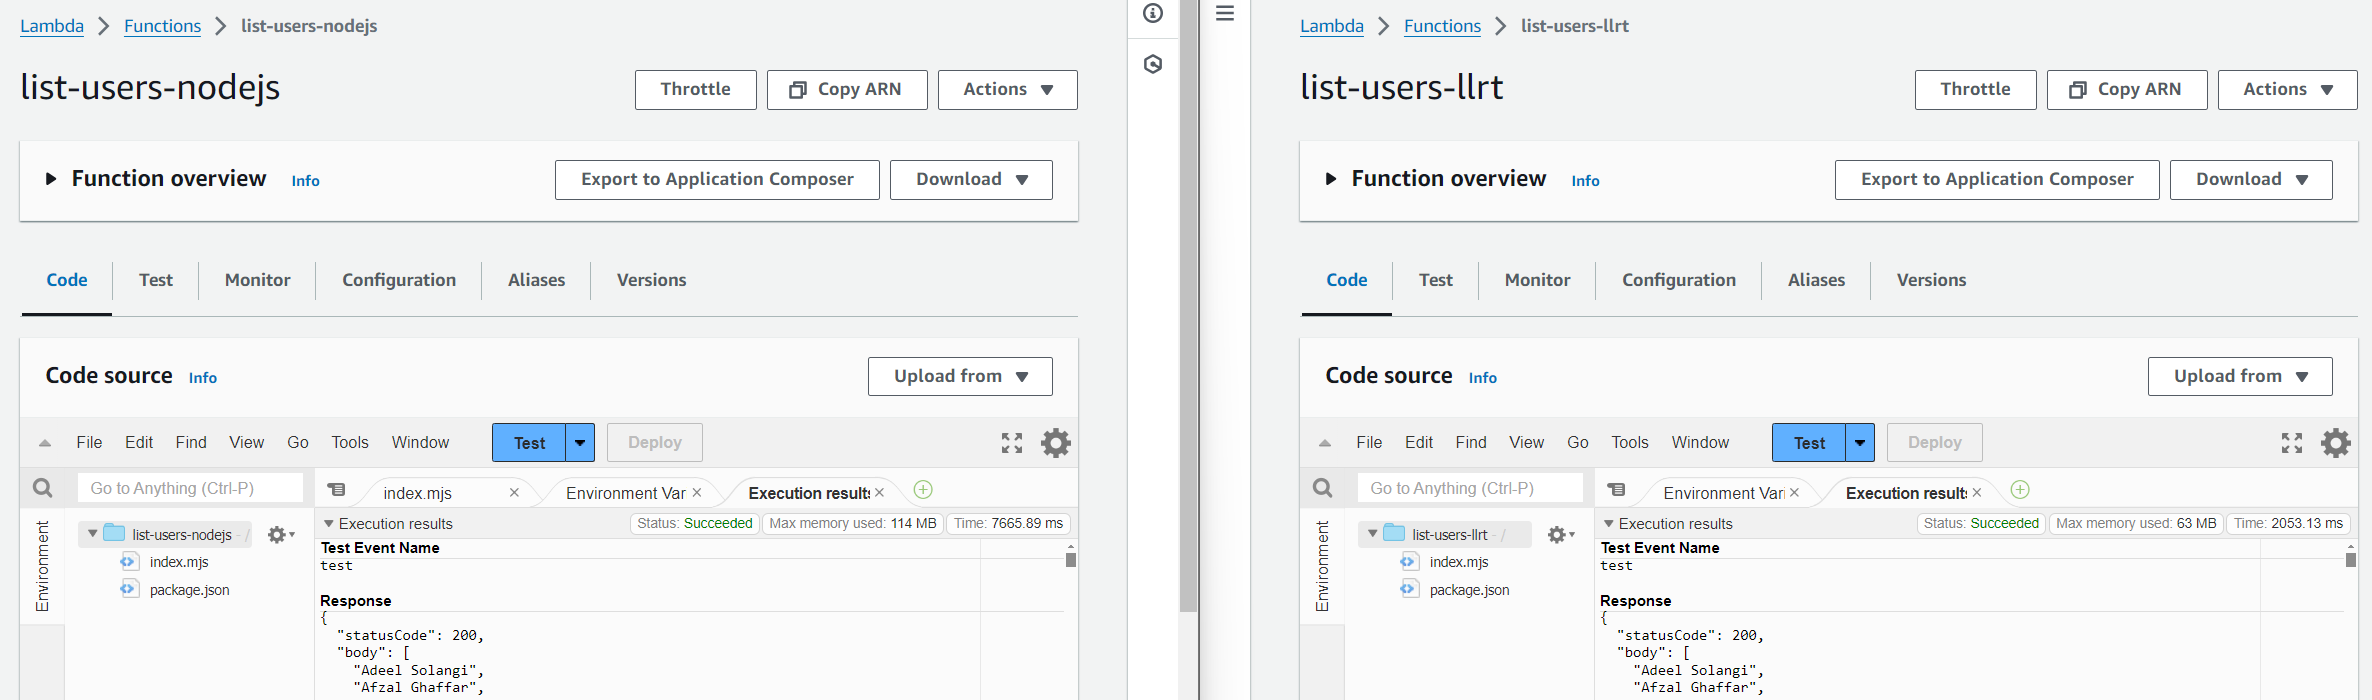 Lambda > Functions > list-users-nodejs
list-users-nodejs
Throttle Copy ARN Actions
Function overview Info Export to Application Composer Download
Code Test Monitor Configuration Aliases Versions
Code source Info Upload from
File Edit Find View Go Tools Window Test Deploy
Go to Anything (Ctrl-P) index.mjs Environment Var Execution results
Environment
list-users-nodejs - /
index.mjs
package.json
Execution results Status: Succeeded Max memory used: 114 MB Time: 7665.89 ms
Test Event Name
test
Response
{
"statusCode": 200,
"body": [
"Adeel Solangi",
"Afzal Ghaffar",
Lambda > Functions > list-users-llrt
list-users-llrt
Throttle Copy ARN Actions
Function overview Info Export to Application Composer Download
Code Test Monitor Configuration Aliases Versions
Code source Info Upload from
File Edit Find View Go Tools Window Test Deploy
Go to Anything (Ctrl-P) Environment Vari Execution results
Environment
list-users-llrt - /
index.mjs
package.json
Execution results Status: Succeeded Max memory used: 63 MB Time: 2053.13 ms
Test Event Name
test
Response
{
"statusCode": 200,
"body": [
"Adeel Solangi",
"Afzal Ghaffar",